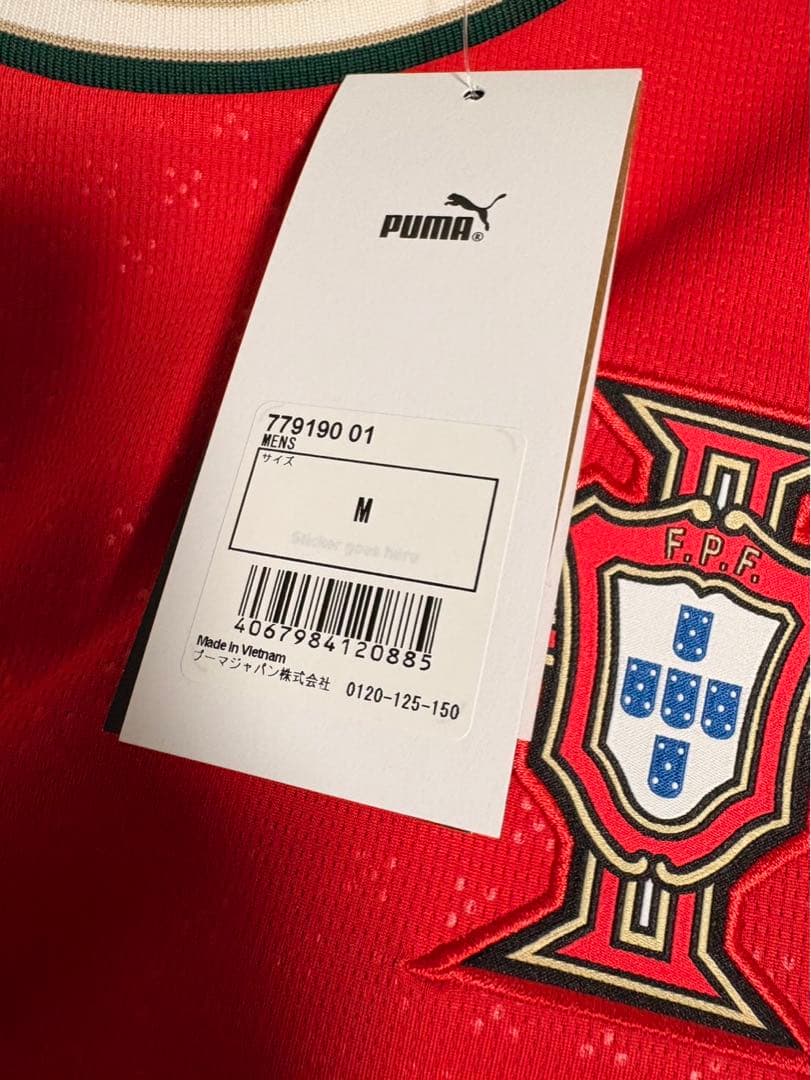 PUMA®
779190 01
MENS
サイズ
M
Sticker goes here
4067984120885
Made in Vietnam
プーマジャパン株式会社 0120-125-150
F.P.F.